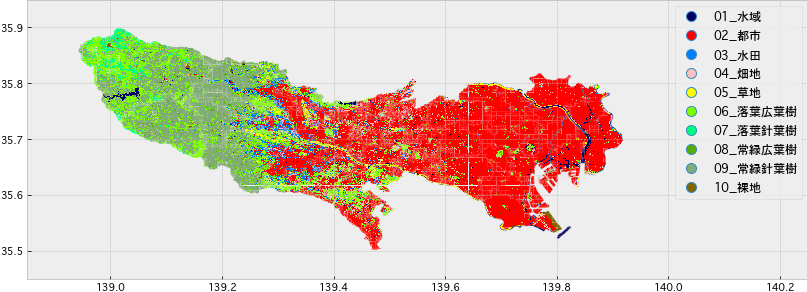 35.9
35.8
35.7
35.6
35.5
139.0
139.2
139.4
139.6
139.8
140.0
140.2
01_水域
02_都市
03_水田
04_畑地
05_草地
06_落葉広葉樹
07_落葉針葉樹
08_常緑広葉樹
09_常緑針葉樹
10_裸地